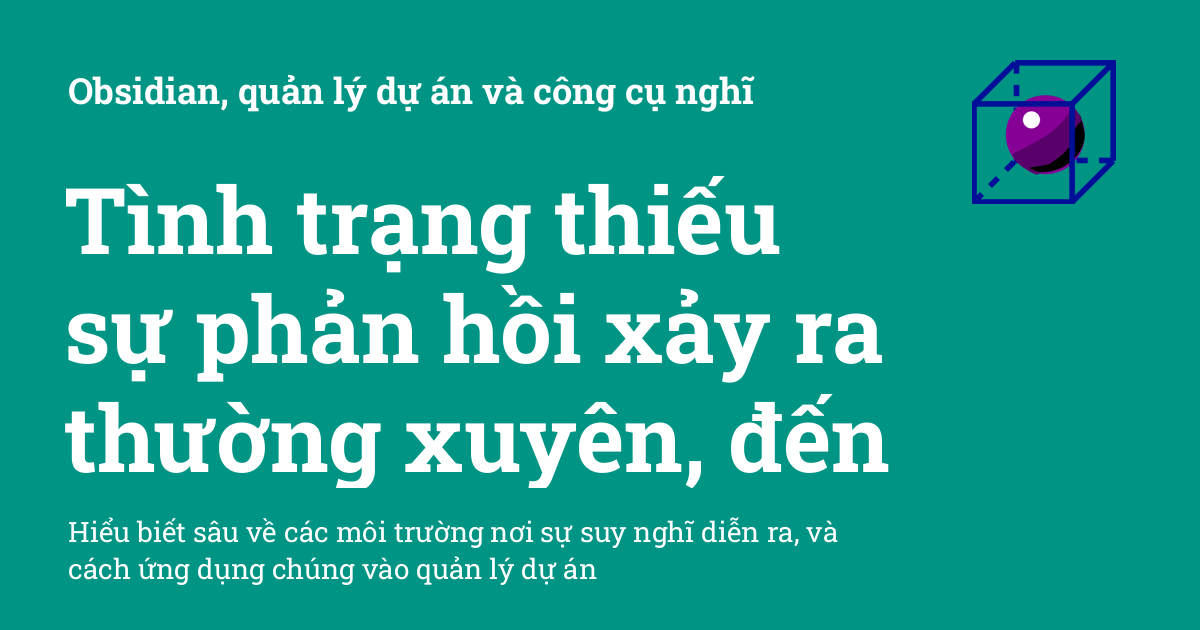 Obsidian, quản lý dự án và công cụ nghĩ
Tình trạng thiếu
sự phản hồi xảy ra
thường xuyên, đến
Hiểu biết sâu về các môi trường nơi sự suy nghĩ diễn ra, và
cách ứng dụng chúng vào quản lý dự án